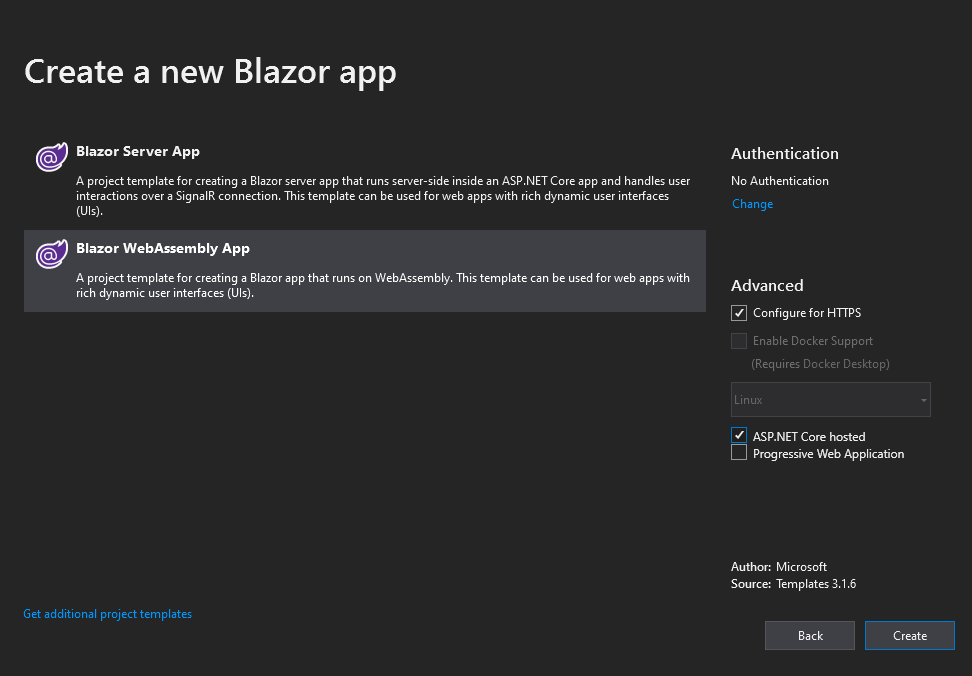 Create a new Blazor app
Blazor Server App
A project template for creating a Blazor server app that runs server-side inside an ASP.NET Core app and handles user
interactions over a SignalR connection. This template can be used for web apps with rich dynamic user interfaces
(UIs).
Blazor WebAssembly App
A project template for creating a Blazor app that runs on WebAssembly. This template can be used for web apps with
rich dynamic user interfaces (UIs).
Get additional project templates
Authentication
No Authentication
Change
Advanced
Configure for HTTPS
Enable Docker Support
(Requires Docker Desktop)
Linux
ASP.NET Core hosted
Progressive Web Application
Author: Microsoft
Source: Templates 3.1.6
Back
Create